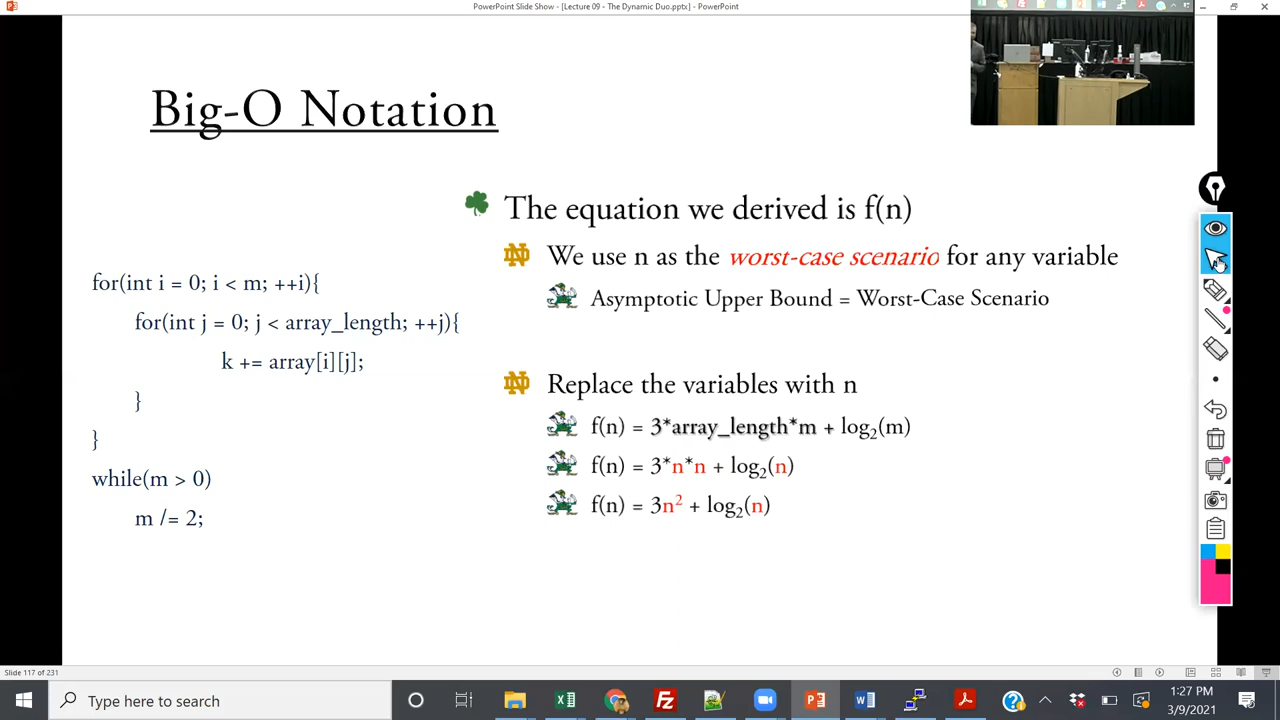 PowerPoint Slide Show - [Lecture 09 - The Dynamic Duo.pptx] - PowerPoint
Big-O Notation
The equation we derived is f(n)
We use n as the worst-case scenario for any variable
Asymptotic Upper Bound = Worst-Case Scenario
Replace the variables with n
f(n) = 3*array_length*m + log₂(m)
f(n) = 3*n*n + log₂(n)
f(n) = 3n² + log₂(n)
for(int i = 0; i < m; ++i){
for(int j = 0; j < array_length; ++j){
k += array[i][j];
}
}
while(m > 0)
m /= 2;
Slide 117 of 231
Type here to search
1:27 PM
3/9/2021